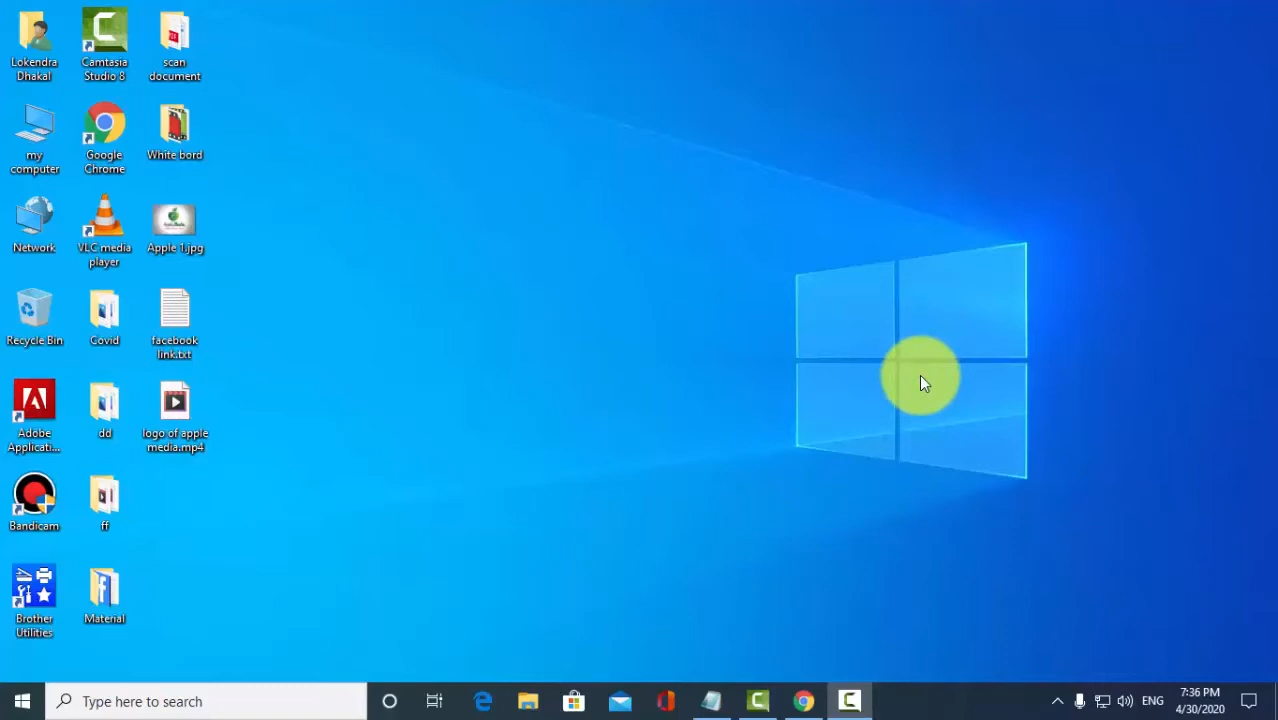 Lokendra
Dhakal
Camtasia
Studio 8
scan
document
my
computer
Google
Chrome
White bord
Network
VLC media
player
Apple 1.jpg
Recycle Bin
Covid
facebook
link.txt
Adobe
Applicati...
dd
logo of apple
media.mp4
Bandicam
ff
Brother
Utilities
Material
Type here to search
ENG
7:36 PM
4/30/2020